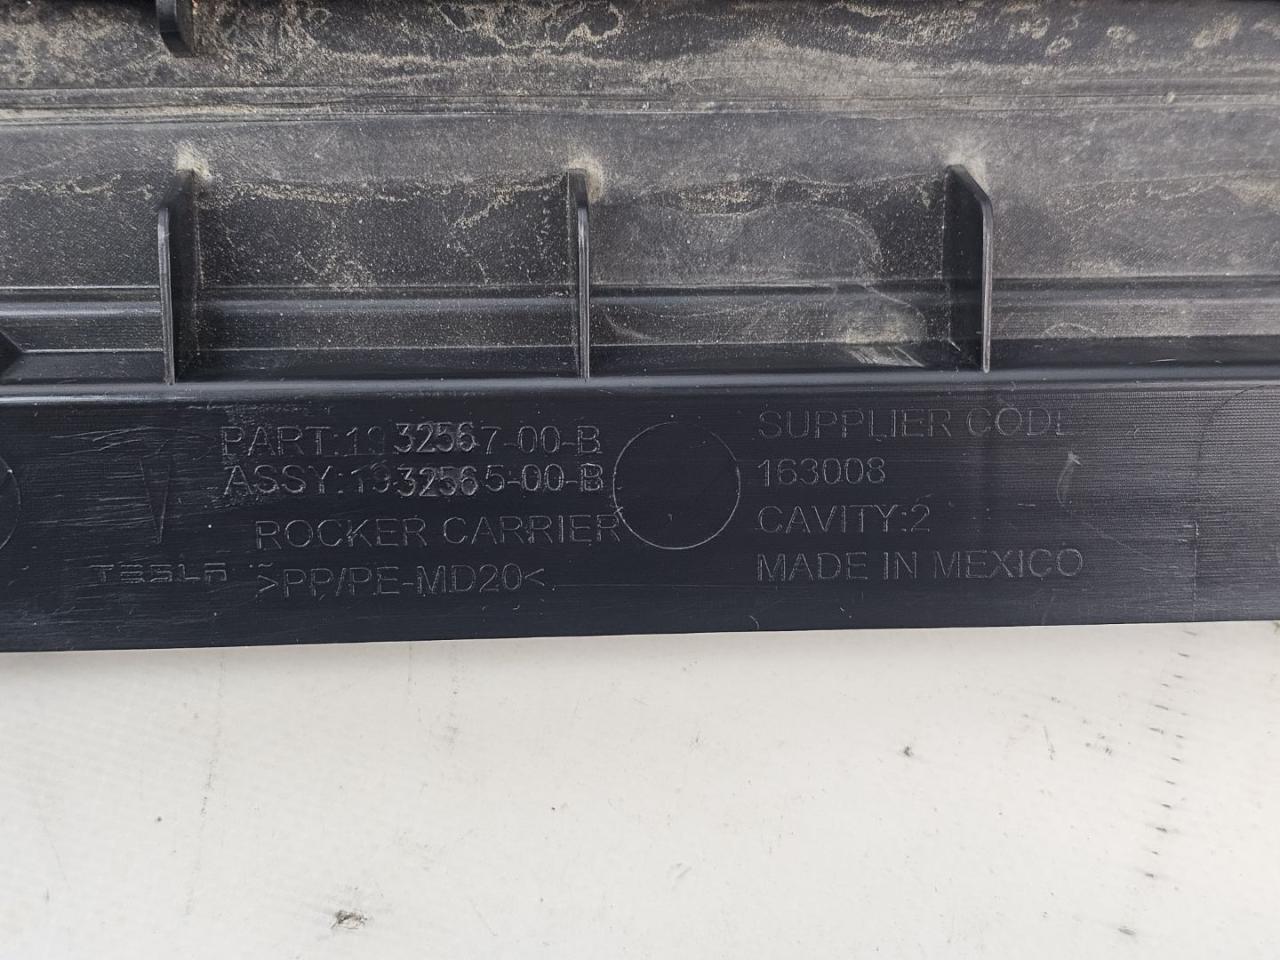 PART:1932567-00-B
ASSY:1932565-00-B
ROCKER CARRIER
TESLA
>PP/PE-MD20<
SUPPLIER CODE
163008
CAVITY:2
MADE IN MEXICO